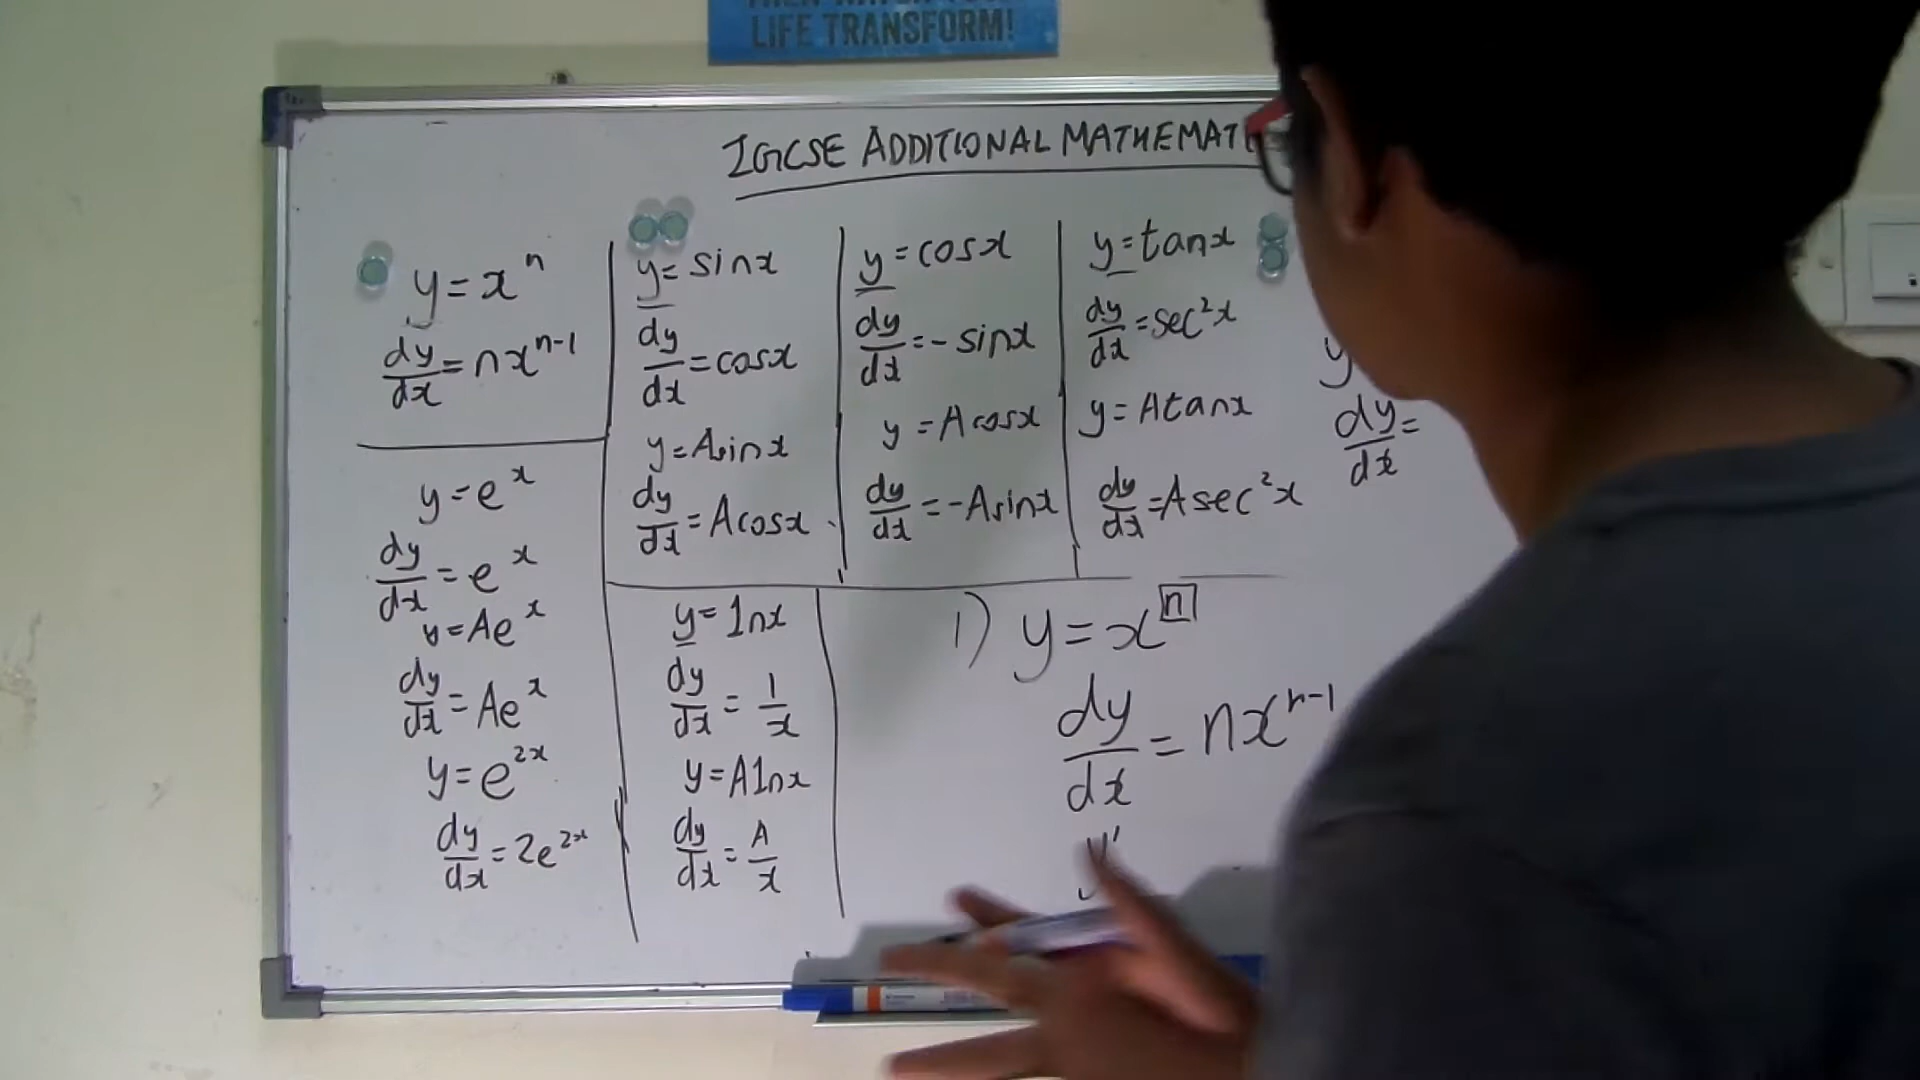 LIFE TRANSFORM!
IGCSE ADDITIONAL MATHEMAT
y = x^n
dy/dx = nx^(n-1)
y = e^x
dy/dx = e^x
y = Ae^x
dy/dx = Ae^x
y = e^(2x)
dy/dx = 2e^(2x)
y = sinx
dy/dx = cosx
y = Asinx
dy/dx = Acosx
y = cosx
dy/dx = -sinx
y = Acosx
dy/dx = -Asinx
y = tanx
dy/dx = sec²x
y = Atanx
dy/dx = Asec²x
y
dy/dx =
y = lnx
dy/dx = 1/x
y = Alnx
dy/dx = A/x
1) y = x^n
dy/dx = nx^(n-1)
y'